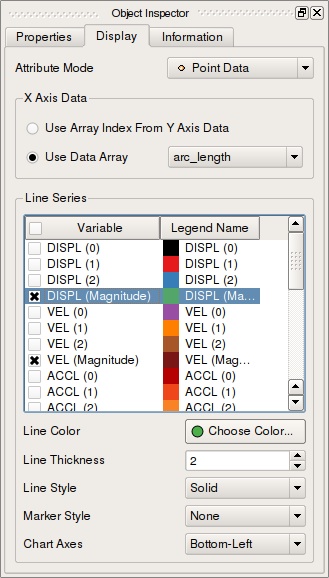 Object Inspector
Properties Display Information
Attribute Mode Point Data
X Axis Data
Use Array Index From Y Axis Data
Use Data Array arc_length
Line Series
Variable Legend Name
DISPL (0) DISPL (0)
DISPL (1) DISPL (1)
DISPL (2) DISPL (2)
DISPL (Magnitude) DISPL (Ma...
VEL (0) VEL (0)
VEL (1) VEL (1)
VEL (2) VEL (2)
VEL (Magnitude) VEL (Mag...
ACCL (0) ACCL (0)
ACCL (1) ACCL (1)
ACCL (2) ACCL (2)
Line Color Choose Color...
Line Thickness 2
Line Style Solid
Marker Style None
Chart Axes Bottom-Left